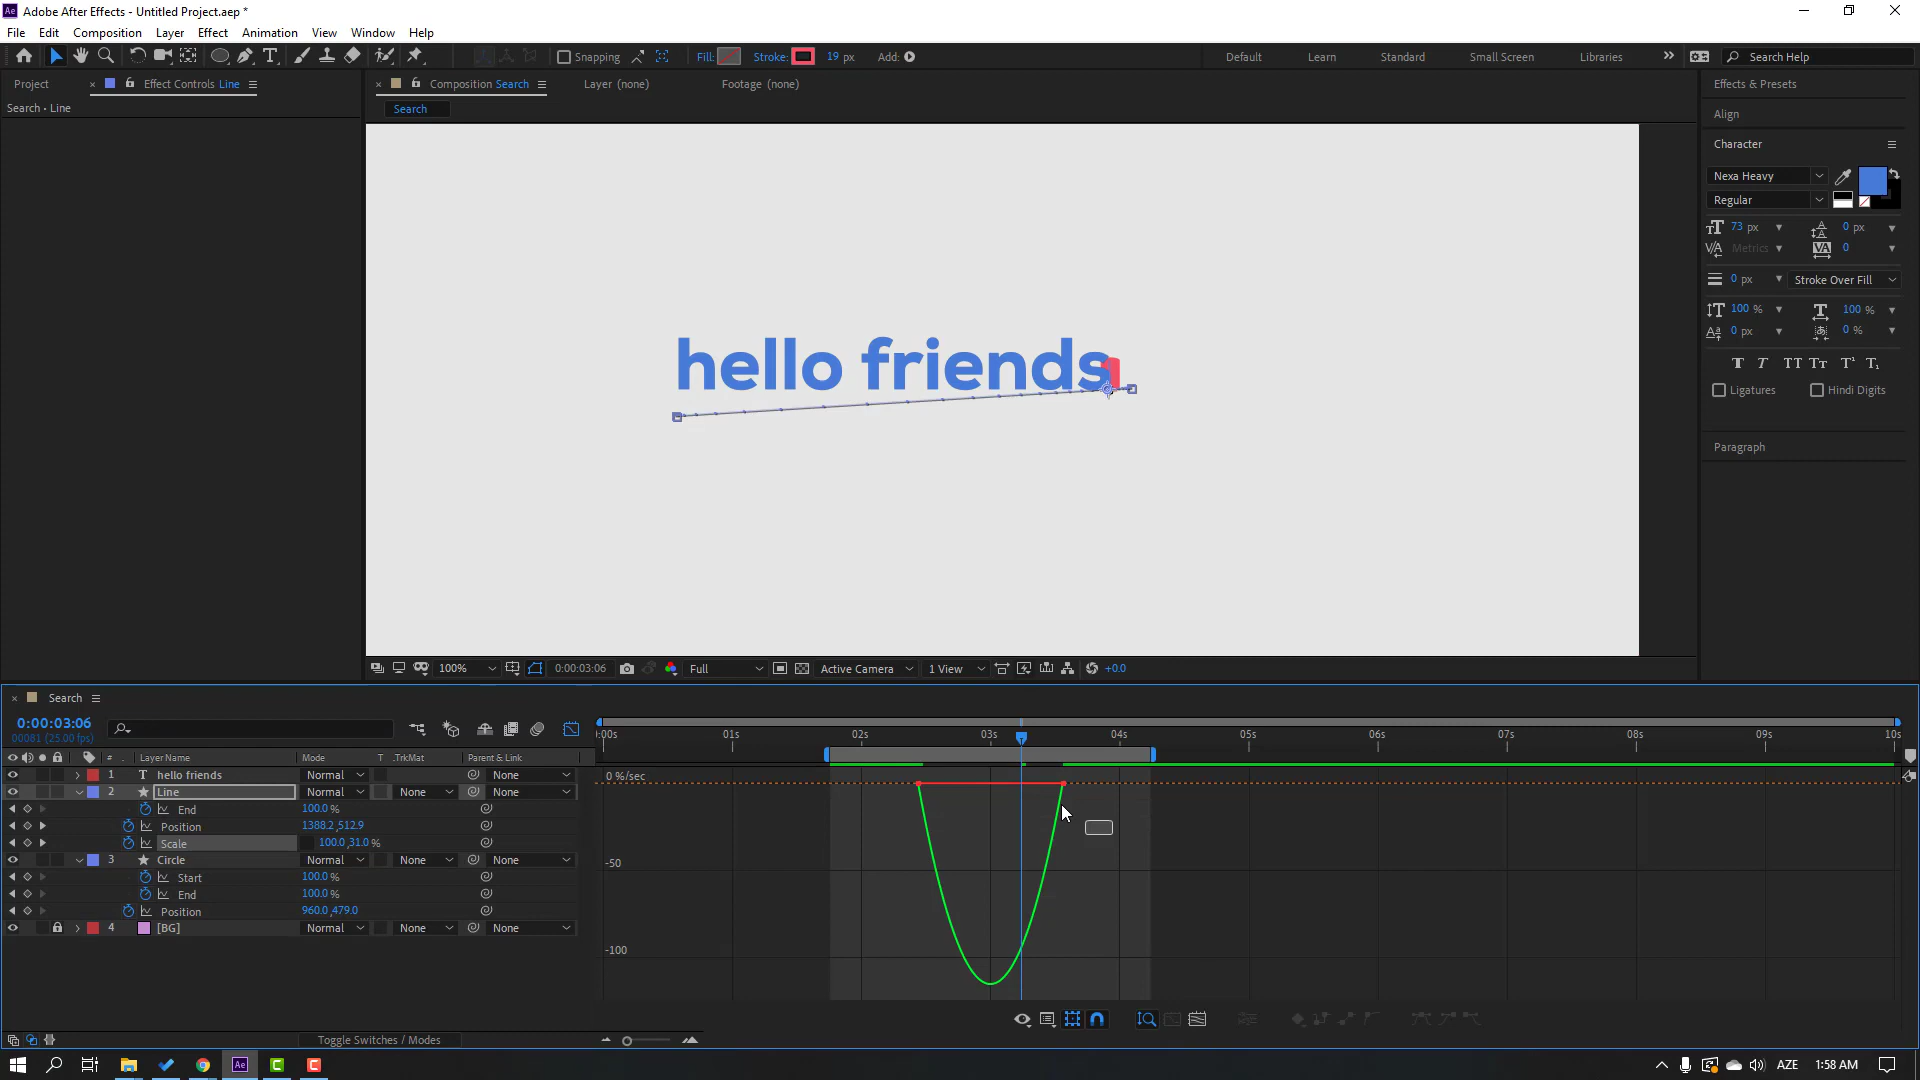 Adobe After Effects - Untitled Project.aep *
File Edit Composition Layer Effect Animation View Window Help
Snapping Fill: Stroke: 19 px Add: Default Learn Standard Small Screen Libraries Search Help
Project Effect Controls Line Composition Search Layer (none) Footage (none) Effects & Presets
Search • Line
Search
Align
Character
Nexa Heavy
Regular
73 px 0 px
Metrics 0
0 px Stroke Over Fill
100 % 100 %
0 px 0 %
Ligatures Hindi Digits
Paragraph
hello friends
100% 0:00:03:06 Full Active Camera 1 View +0.0
Search
0:00:03:06
00081 (25.00 fps)
:00s 01s 02s 03s 04s 05s 06s 07s 08s 09s 10s
# Layer Name Mode T .TrkMat Parent & Link
1 T hello friends Normal None
2 Line Normal None None
End 100.0 %
Position 1388.2 ,512.9
Scale 100.0 ,31.0 %
3 Circle Normal None None
Start 100.0 %
End 100.0 %
Position 960.0 ,479.0
4 [BG] Normal None None
0 %/sec
-50
-100
Toggle Switches / Modes
AZE 1:58 AM